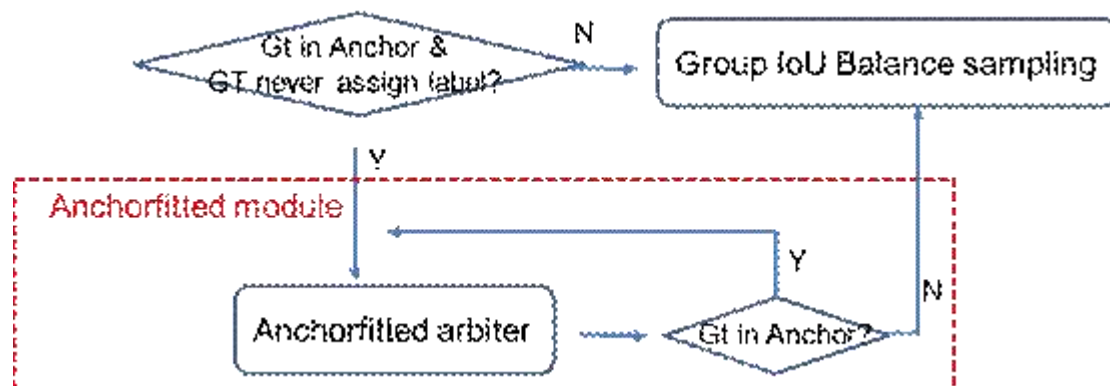 Gt in Anchor &
GT never assign label?
N
Group IoU Balance sampling
Y
Anchorfitted module
Y
N
Anchorfitted arbiter
Gt in Anchor?